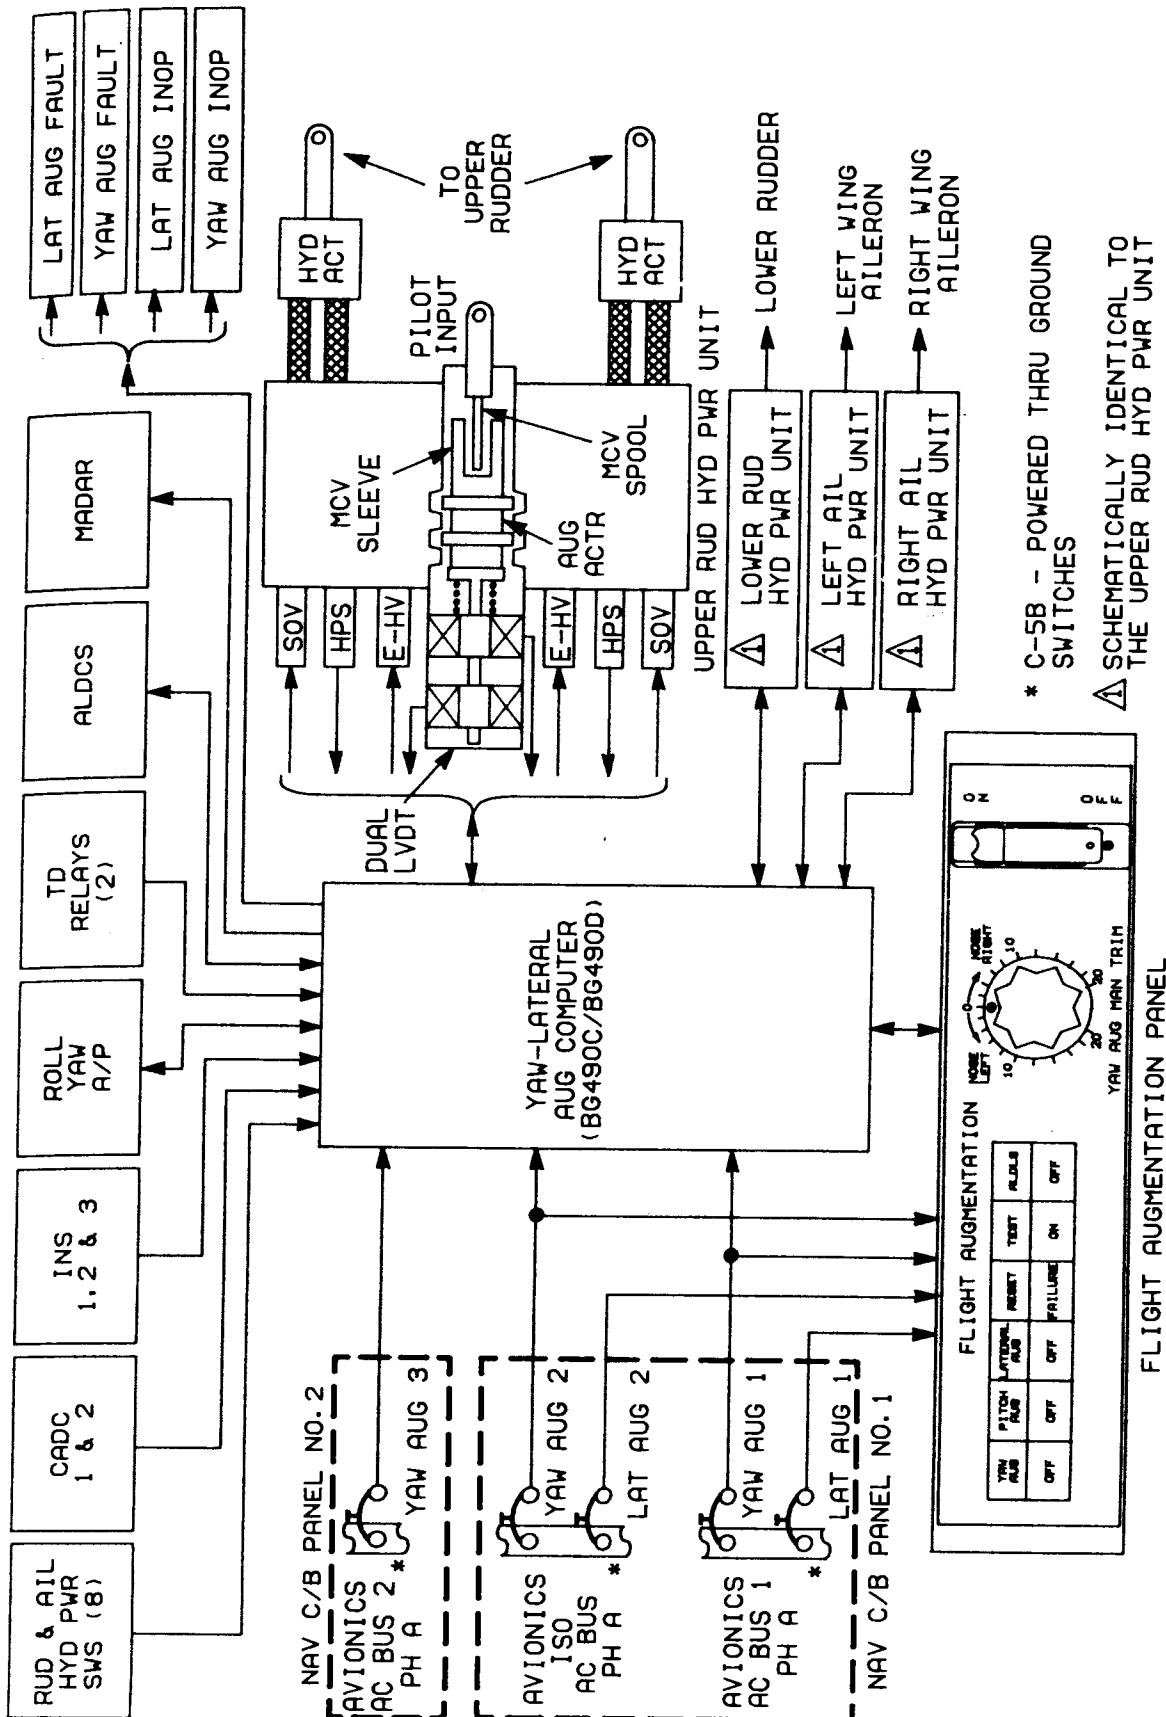 RUD & AIL
HYD PWR
SWS (8)
CADC
1 & 2
INS
1,2 & 3
ROLL
YAW
A/P
TD
RELAYS
(2)
ALDCS
MADAR
LAT AUG FAULT
YAW AUG FAULT
LAT AUG INOP
YAW AUG INOP
NAV C/B PANEL NO.2
AVIONICS
AC BUS 2
PH A
*
YAW AUG 3
AVIONICS
ISO
AC BUS
PH A
*
YAW AUG 2
LAT AUG 2
AVIONICS
AC BUS 1
PH A
*
YAW AUG 1
LAT AUG 1
NAV C/B PANEL NO.1
YAW-LATERAL
AUG COMPUTER
(BG490C/BG490D)
DUAL
LVDT
SOV
HPS
E-HV
E-HV
HPS
SOV
MCV
SLEEVE
AUG
ACTR
MCV
SPOOL
PILOT
INPUT
HYD
ACT
HYD
ACT
TO
UPPER
RUDDER
UPPER RUD HYD PWR UNIT
1 LOWER RUD
HYD PWR UNIT
LOWER RUDDER
1 LEFT AIL
HYD PWR UNIT
LEFT WING
AILERON
1 RIGHT AIL
HYD PWR UNIT
RIGHT WING
AILERON
* C-5B - POWERED THRU GROUND
SWITCHES
1 SCHEMATICALLY IDENTICAL TO
THE UPPER RUD HYD PWR UNIT
FLIGHT AUGMENTATION
YAW
AUG
PITCH
AUG
LATERAL
AUG
RESET
TEST
OFF
OFF
OFF
FAILURE
ON
OFF
NOSE
LEFT
0
NOSE
RIGHT
10
10
20
20
YAW AUG MAN TRIM
ON
OFF
FLIGHT AUGMENTATION PANEL